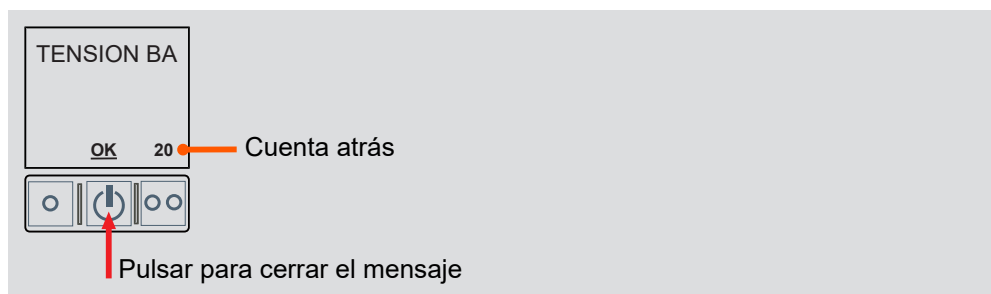 TENSION BA
OK 20
Cuenta atrás
Pulsar para cerrar el mensaje